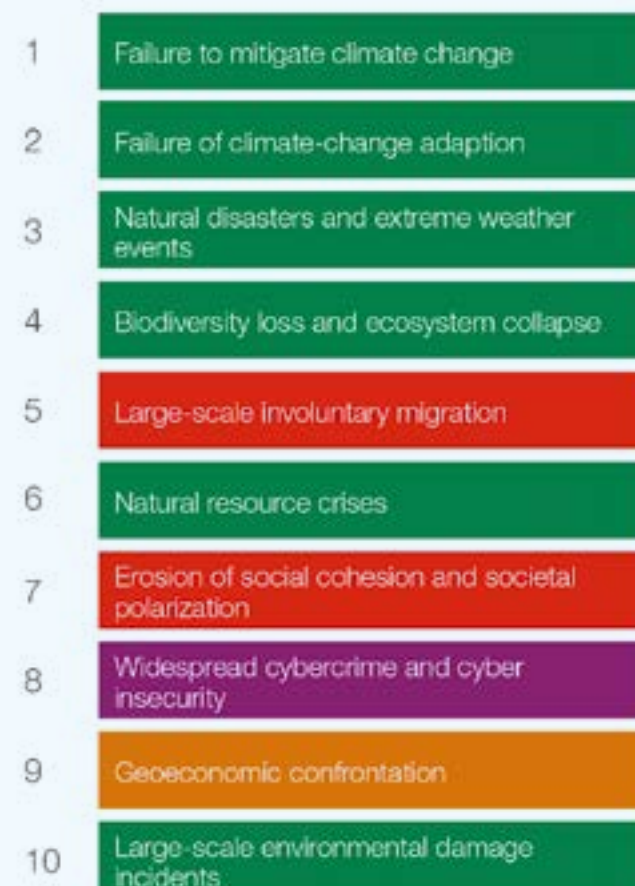 1 Failure to mitigate climate change
2 Failure of climate-change adaption
3 Natural disasters and extreme weather
events
4 Biodiversity loss and ecosystem collapse
5 Large-scale involuntary migration
6 Natural resource crises
7 Erosion of social cohesion and societal
polarization
8 Widespread cybercrime and cyber
insecurity
9 Geoeconomic confrontation
10 Large-scale environmental damage
incidents